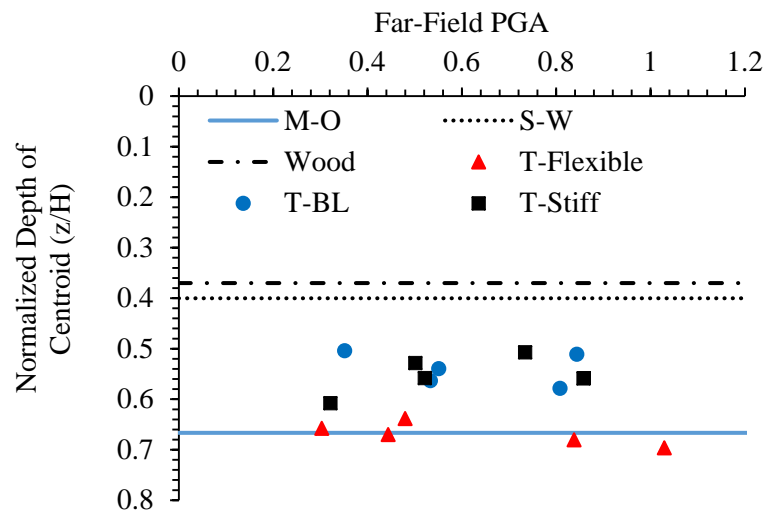 Far-Field PGA
0 0.2 0.4 0.6 0.8 1 1.2
0
0.1
0.2
0.3
0.4
0.5
0.6
0.7
0.8
Normalized Depth of
Centroid (z/H)
M-O S-W
Wood T-Flexible
T-BL T-Stiff